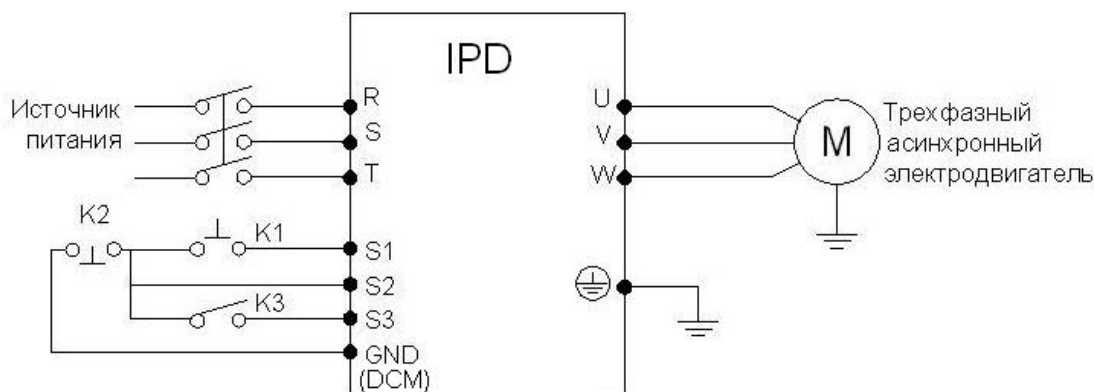 IPD
Источник
питания
R
S
T
U
V
W
M
Трехфазный
асинхронный
электродвигатель
K2
K1
S1
S2
K3
S3
GND
(DCM)